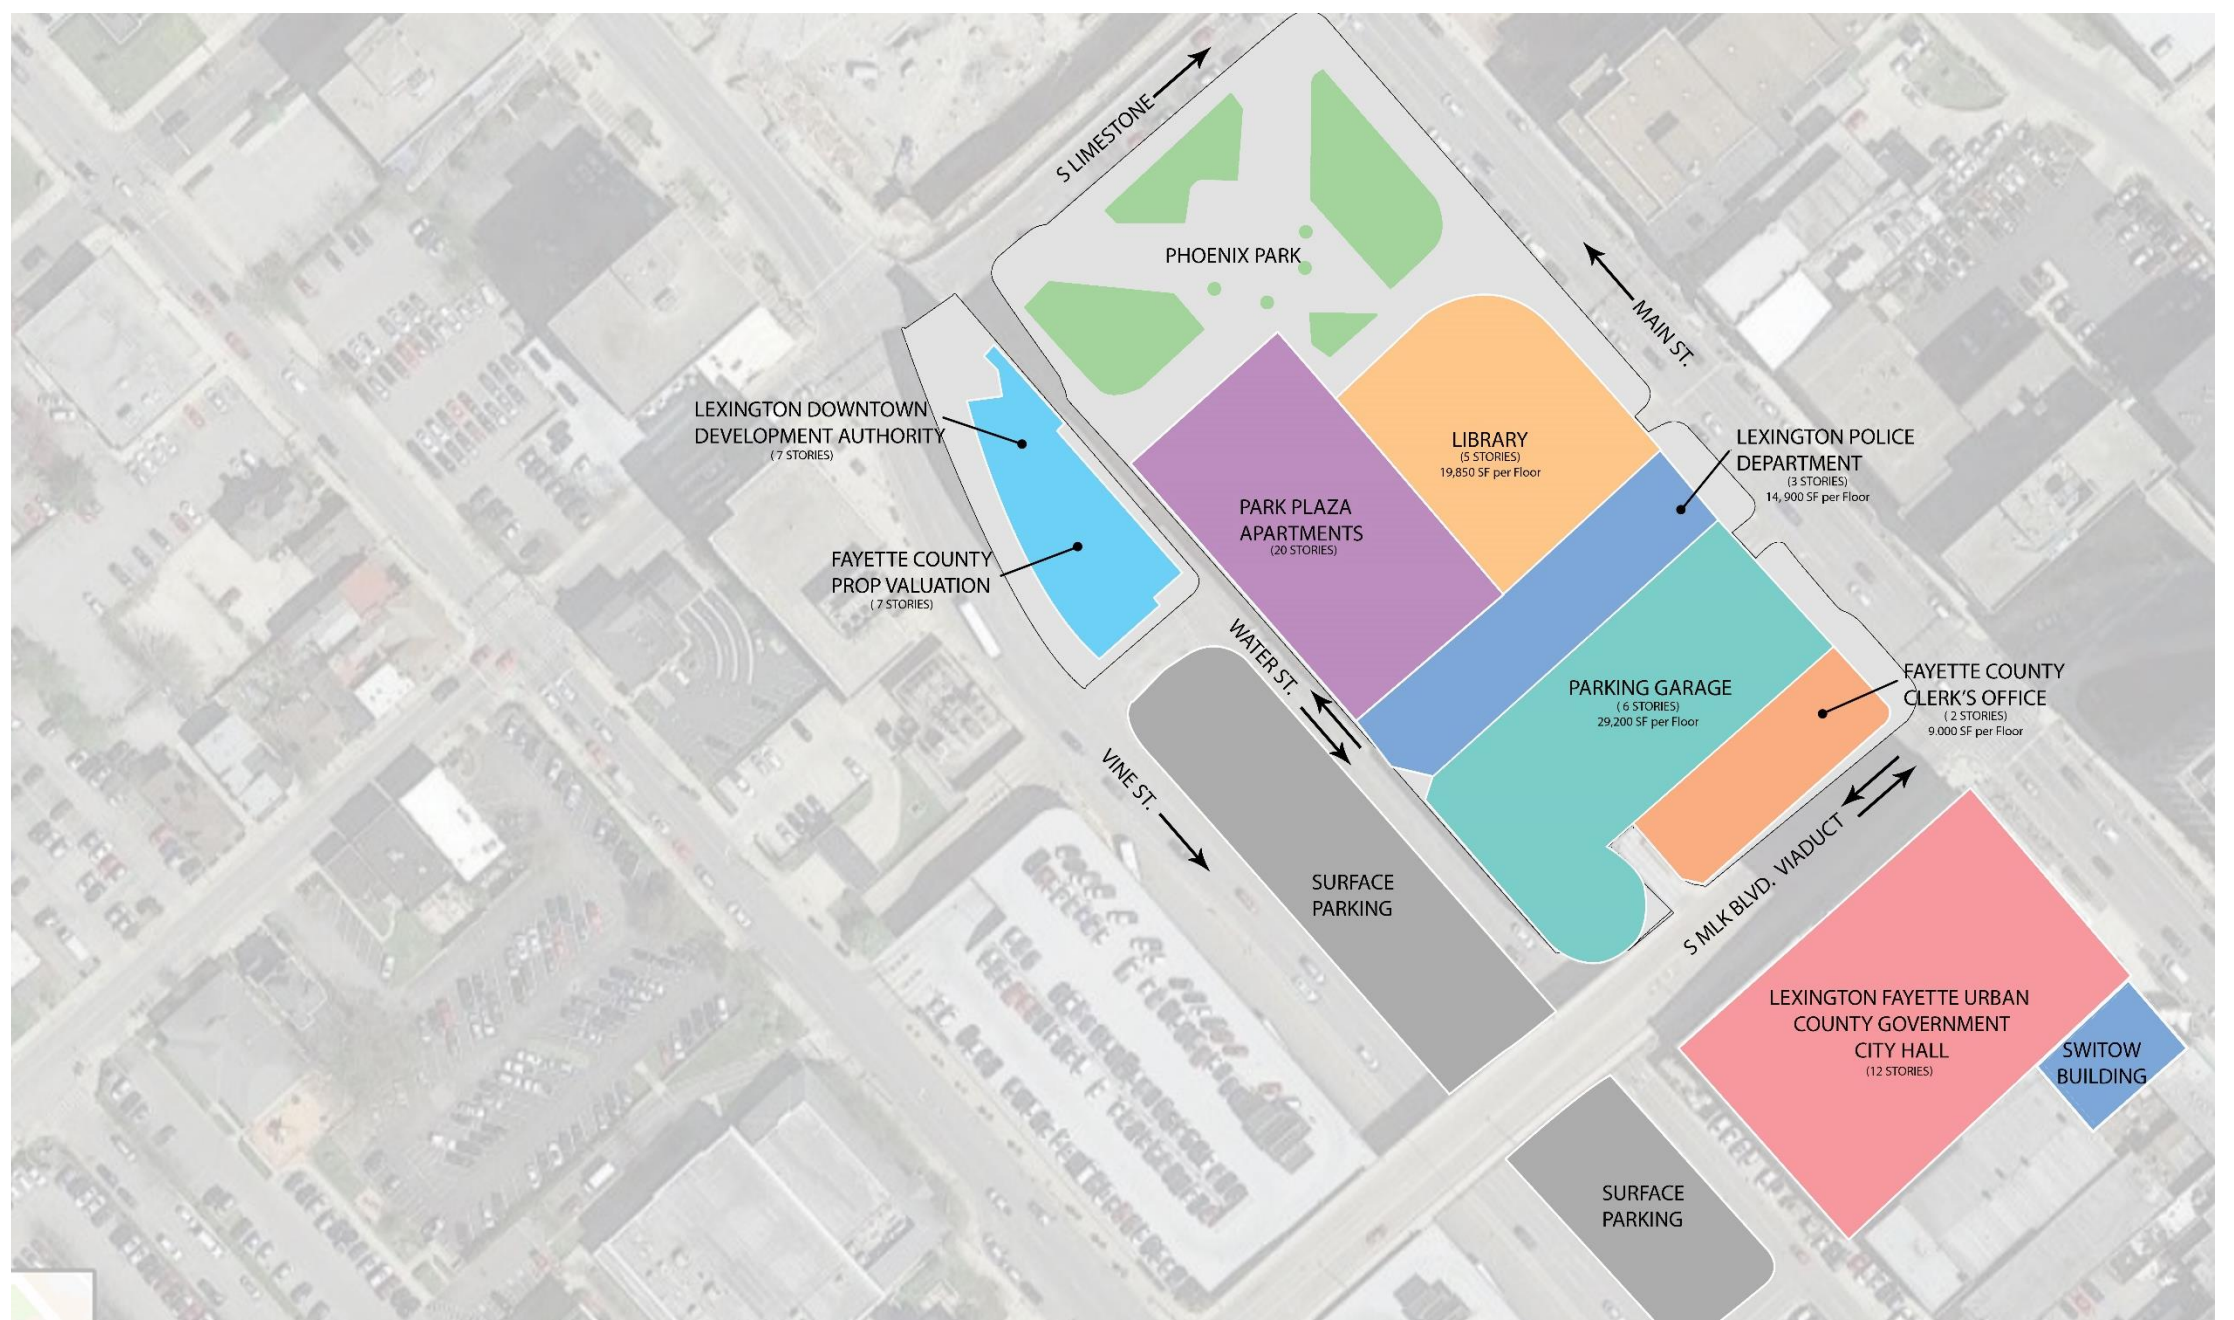 S LIMESTONE
PHOENIX PARK
MAIN ST.
LEXINGTON DOWNTOWN
DEVELOPMENT AUTHORITY
( 7 STORIES)
LIBRARY
(5 STORIES)
19,850 SF per Floor
LEXINGTON POLICE
DEPARTMENT
(3 STORIES)
14, 900 SF per Floor
PARK PLAZA
APARTMENTS
(20 STORIES)
FAYETTE COUNTY
PROP VALUATION
( 7 STORIES)
WATER ST.
PARKING GARAGE
( 6 STORIES)
29,200 SF per Floor
FAYETTE COUNTY
CLERK'S OFFICE
( 2 STORIES)
9.000 SF per Floor
VINE ST.
S MLK BLVD. VIADUCT
SURFACE
PARKING
LEXINGTON FAYETTE URBAN
COUNTY GOVERNMENT
CITY HALL
(12 STORIES)
SWITOW
BUILDING
SURFACE
PARKING